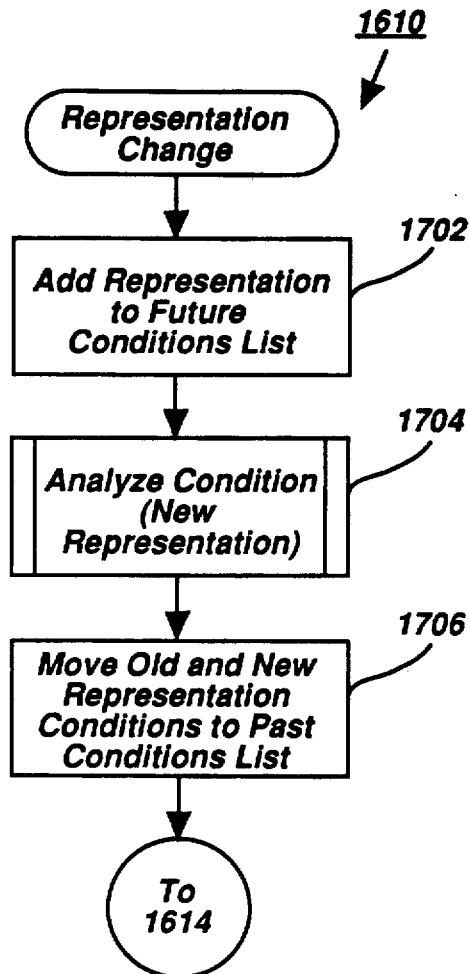 1610
Representation
Change
1702
Add Representation
to Future
Conditions List
1704
Analyze Condition
(New
Representation)
1706
Move Old and New
Representation
Conditions to Past
Conditions List
To
1614